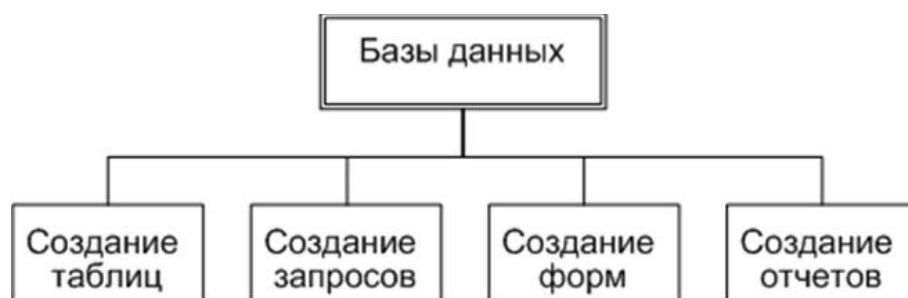 Базы данных
Создание
таблиц
Создание
запросов
Создание
форм
Создание
отчетов